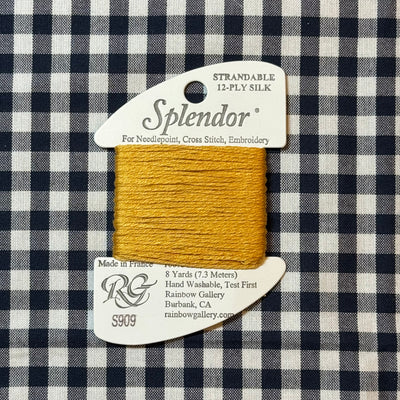 STRANDABLE
12-PLY SILK
Splendor®
For Needlepoint, Cross Stitch, Embroidery
Made in France
8 Yards (7.3 Meters)
Hand Washable, Test First
Rainbow Gallery
Burbank, CA
rainbowgallery.com
RG
S909